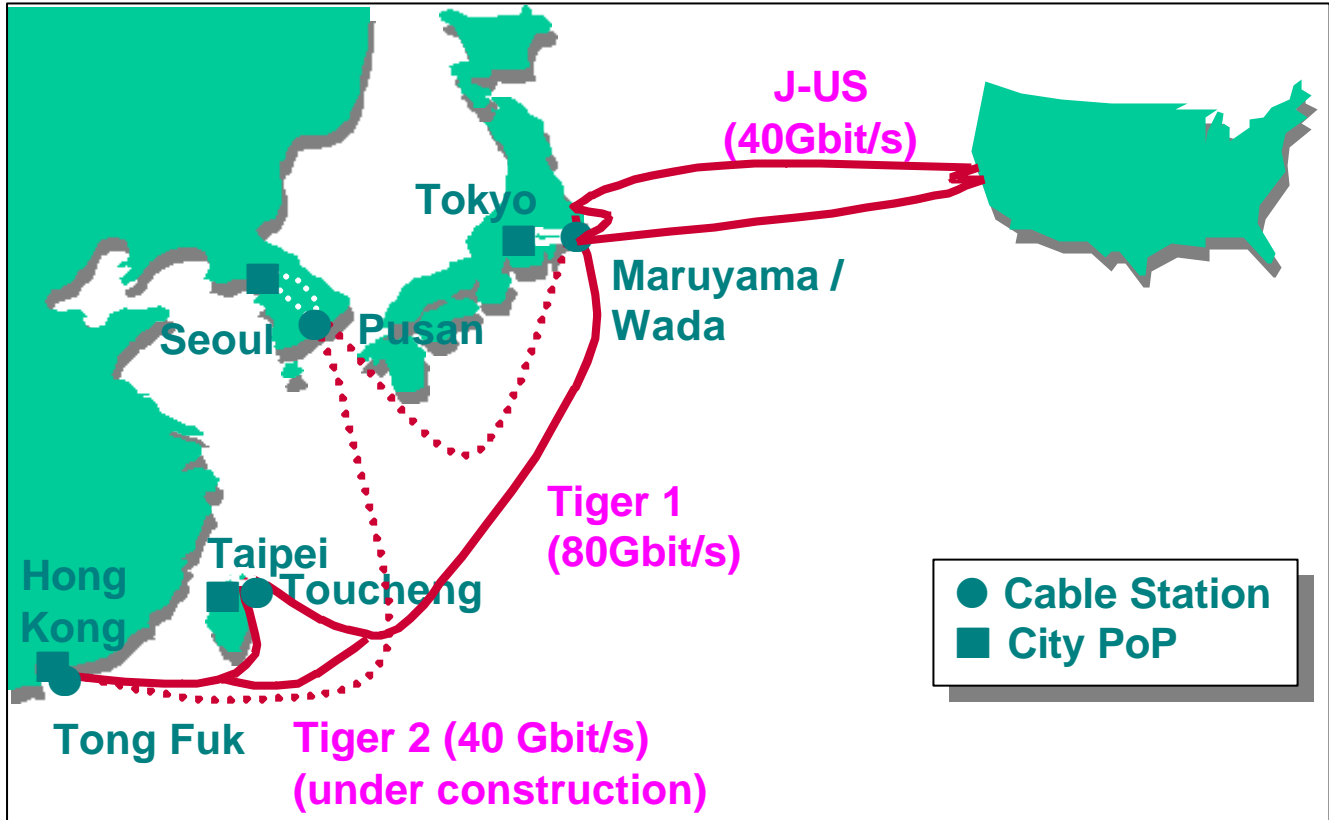 J-US
(40Gbit/s)
Tokyo
Maruyama /
Wada
Seoul
Pusan
Tiger 1
(80Gbit/s)
Taipei
Toucheng
Hong
Kong
Tong Fuk
Tiger 2 (40 Gbit/s)
(under construction)
Cable Station
City PoP